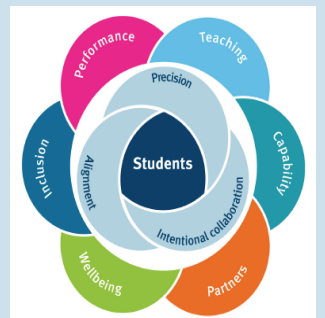 Performance
Teaching
Precision
Capability
Inclusion
Students
Alignment
Intentional collaboration
Wellbeing
Partners